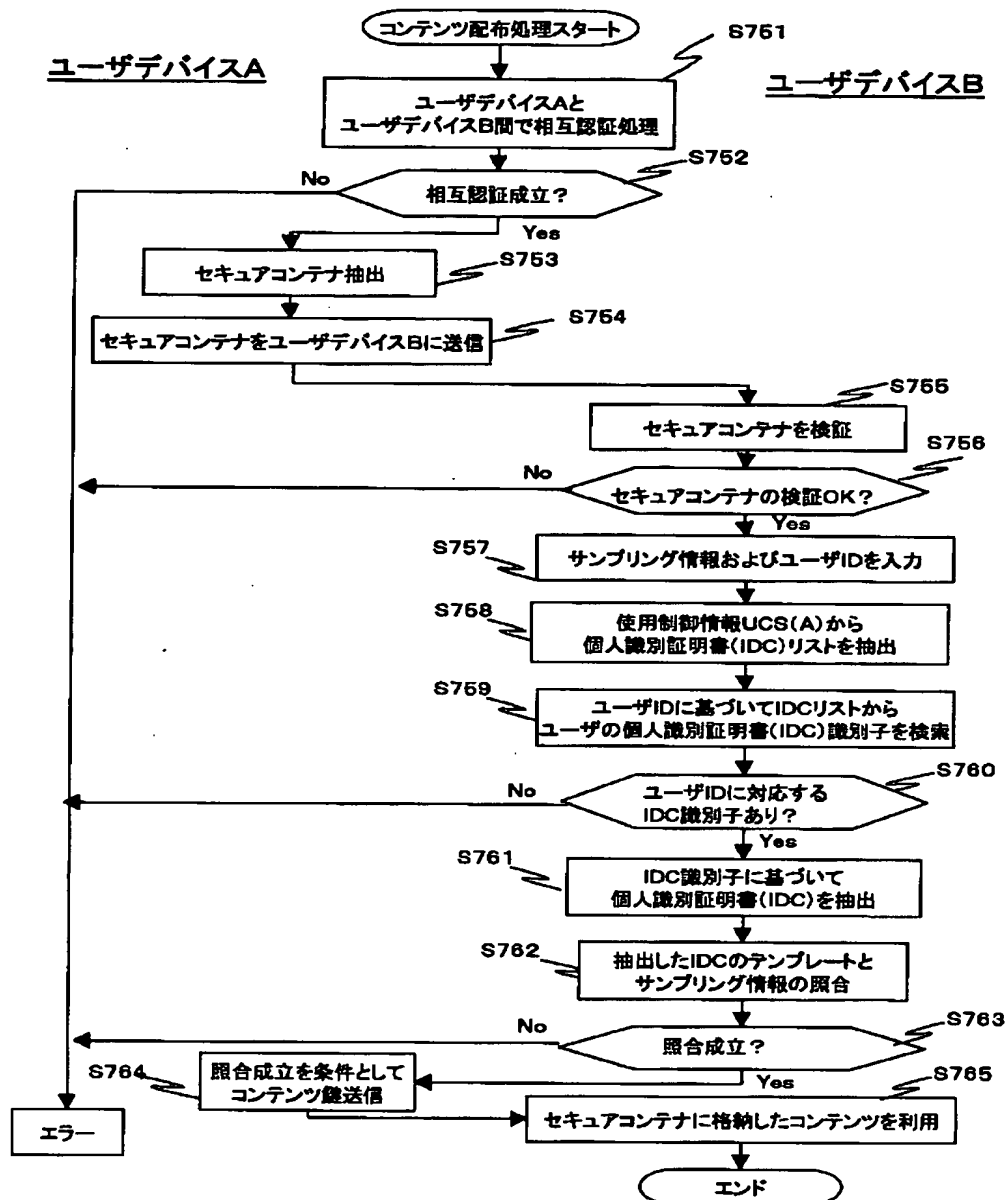 コンテンツ配布処理スタート
S751
ユーザデバイスA
ユーザデバイスB
ユーザデバイスAと
ユーザデバイスB間で相互認証処理
S752
No
相互認証成立?
Yes
セキュアコンテナ抽出
S753
S754
セキュアコンテナをユーザデバイスBに送信
S755
セキュアコンテナを検証
S756
No
セキュアコンテナの検証OK?
Yes
S757
サンプリング情報およびユーザIDを入力
S758
使用制御情報UCS(A)から
個人識別証明書(IDC)リストを抽出
S759
ユーザIDに基づいてIDCリストから
ユーザの個人識別証明書(IDC)識別子を検索
S760
No
ユーザIDに対応する
IDC識別子あり?
Yes
S761
IDC識別子に基づいて
個人識別証明書(IDC)を抽出
S762
抽出したIDCのテンプレートと
サンプリング情報の照合
No
S763
照合成立?
S764
照合成立を条件として
コンテンツ鍵送信
Yes
S765
エラー
セキュアコンテナに格納したコンテンツを利用
エンド